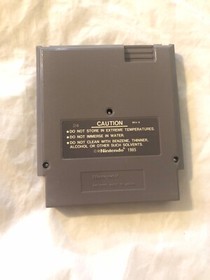 CAUTION
• DO NOT STORE IN EXTREME TEMPERATURES.
• DO NOT IMMERSE IN WATER.
• DO NOT CLEAN WITH BENZENE, THINNER,
ALCOHOL OR OTHER SUCH SOLVENTS.
Nintendo 1985